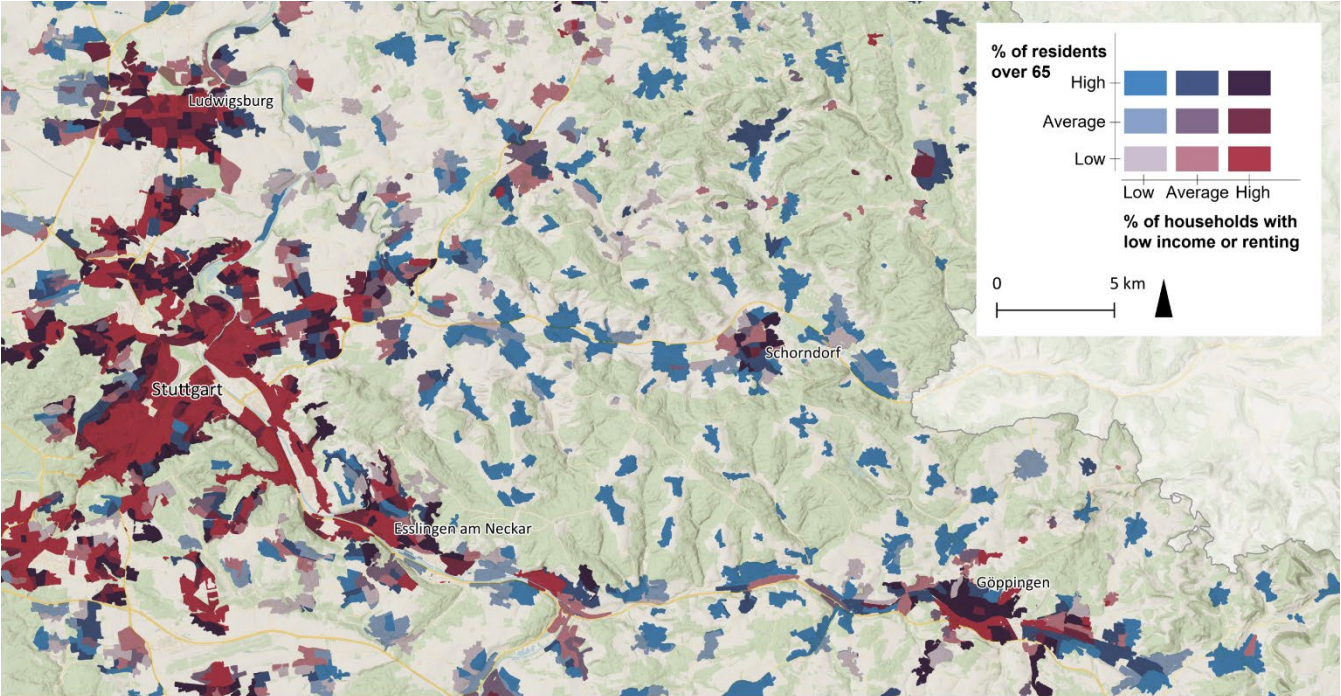 Ludwigsburg
Stuttgart
Esslingen am Neckar
Schorndorf
Göppingen
% of residents
over 65
High
Average
Low
Low Average High
% of households with
low income or renting
0 5 km